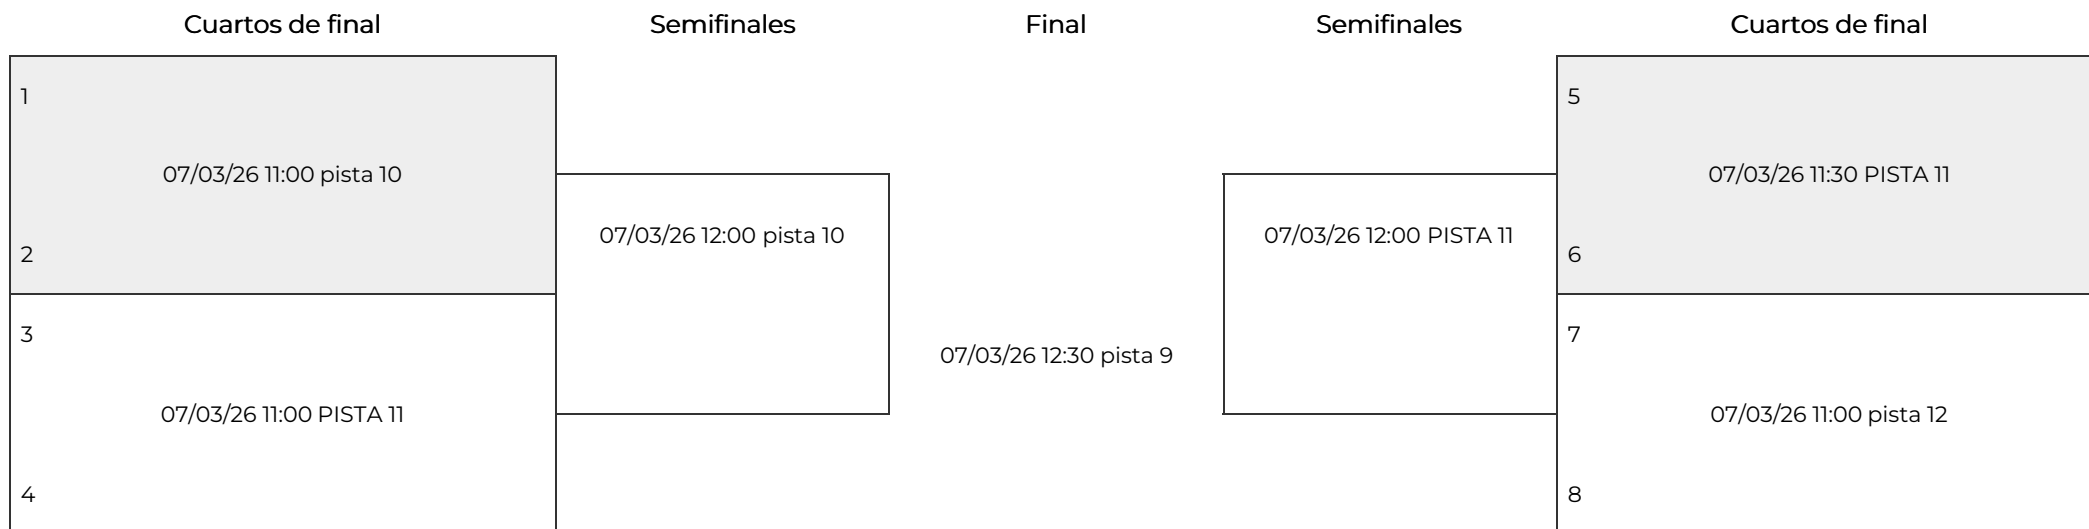 Cuartos de final
Semifinales
Final
Semifinales
Cuartos de final
1
07/03/26 11:00 pista 10
2
3
07/03/26 11:00 PISTA 11
4
07/03/26 12:00 pista 10
07/03/26 12:30 pista 9
07/03/26 12:00 PISTA 11
5
07/03/26 11:30 PISTA 11
6
7
07/03/26 11:00 pista 12
8